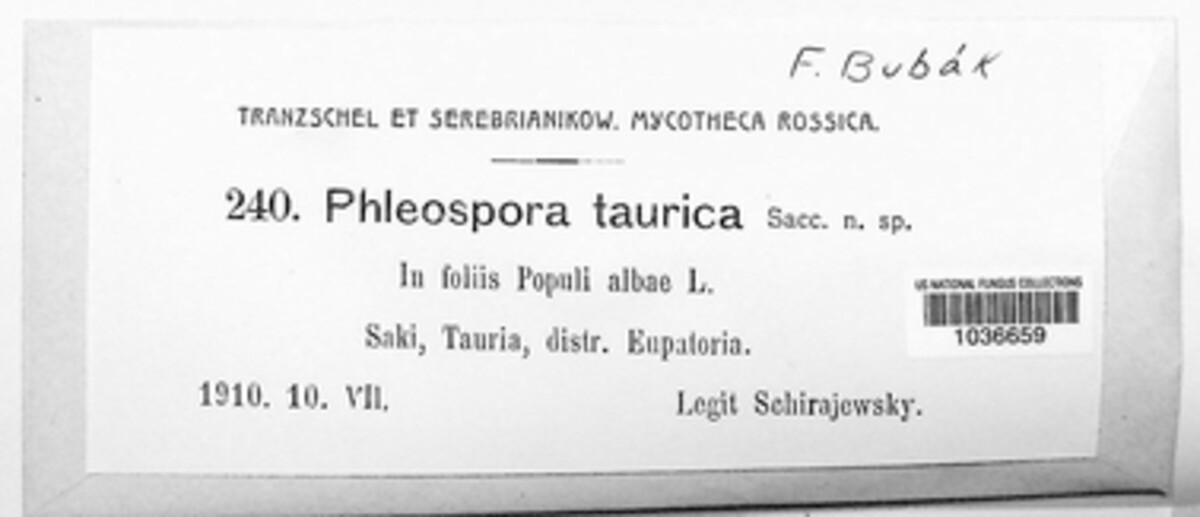 F. Bubák
TRANZSCHEL ET SEREBRIANIKOW. MYCOTHECA ROSSICA.
240. Phleospora taurica Sacc. n. sp.
In foliis Populi albae L.
US NATIONAL FUNGUS COLLECTIONS
1036659
Saki, Tauria, distr. Eupatoria.
1910. 10. VII.
Legit Schirajewsky.